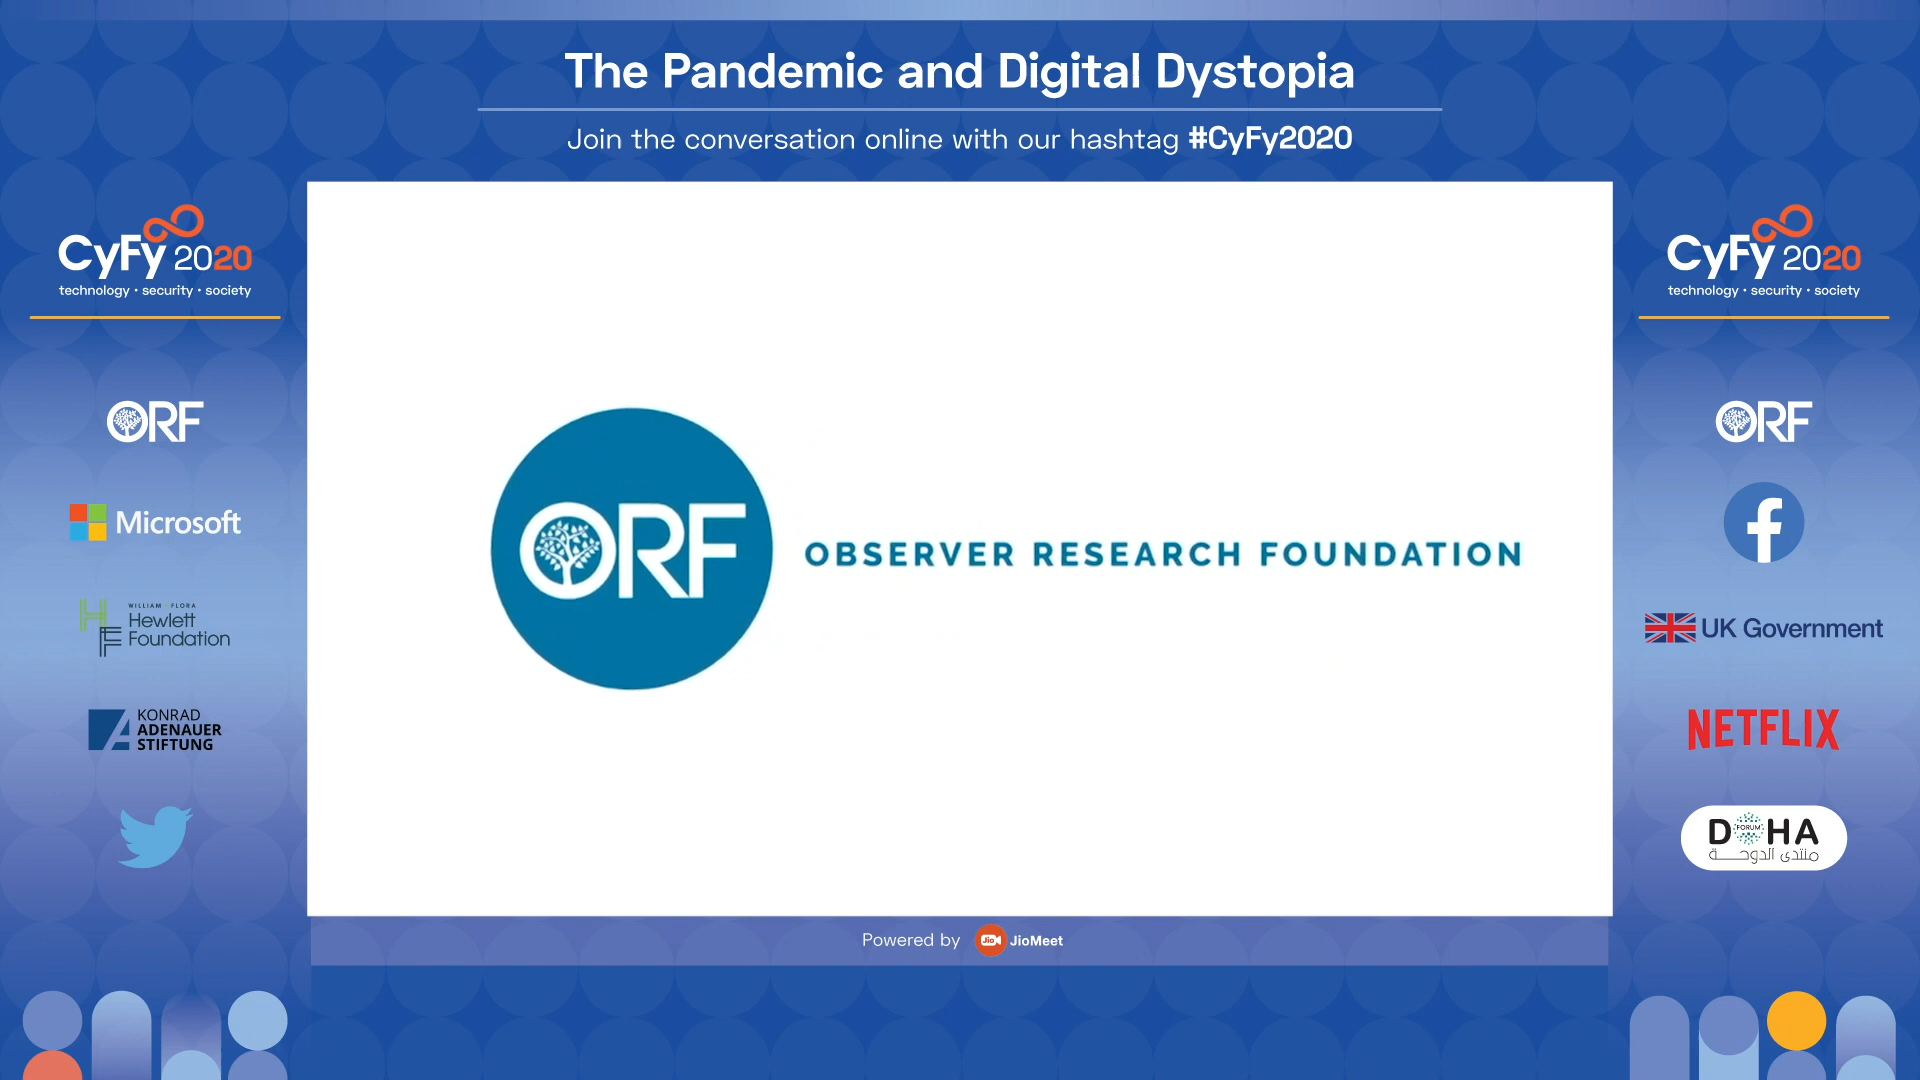 The Pandemic and Digital Dystopia
Join the conversation online with our hashtag #CyFy2020
CyFy 2020
technology • security • society
ORF
Microsoft
WILLIAM + FLORA
Hewlett
Foundation
KONRAD
ADENAUER
STIFTUNG
ORF
OBSERVER RESEARCH FOUNDATION
CyFy 2020
technology • security • society
ORF
UK Government
NETFLIX
DOHA
FORUM
منتدى الدوحة
Powered by Jio JioMeet